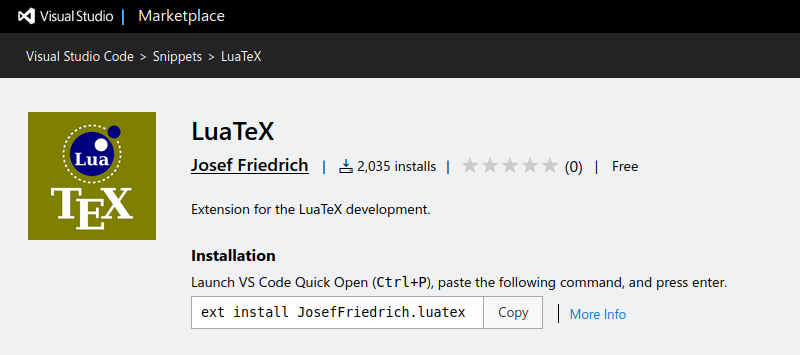 Visual Studio | Marketplace
Visual Studio Code > Snippets > LuaTeX
Lua
TEX
LuaTeX
Josef Friedrich | 2,035 installs | (0) | Free
Extension for the LuaTeX development.
Installation
Launch VS Code Quick Open (Ctrl+P), paste the following command, and press enter.
ext install JosefFriedrich.luatex Copy | More Info